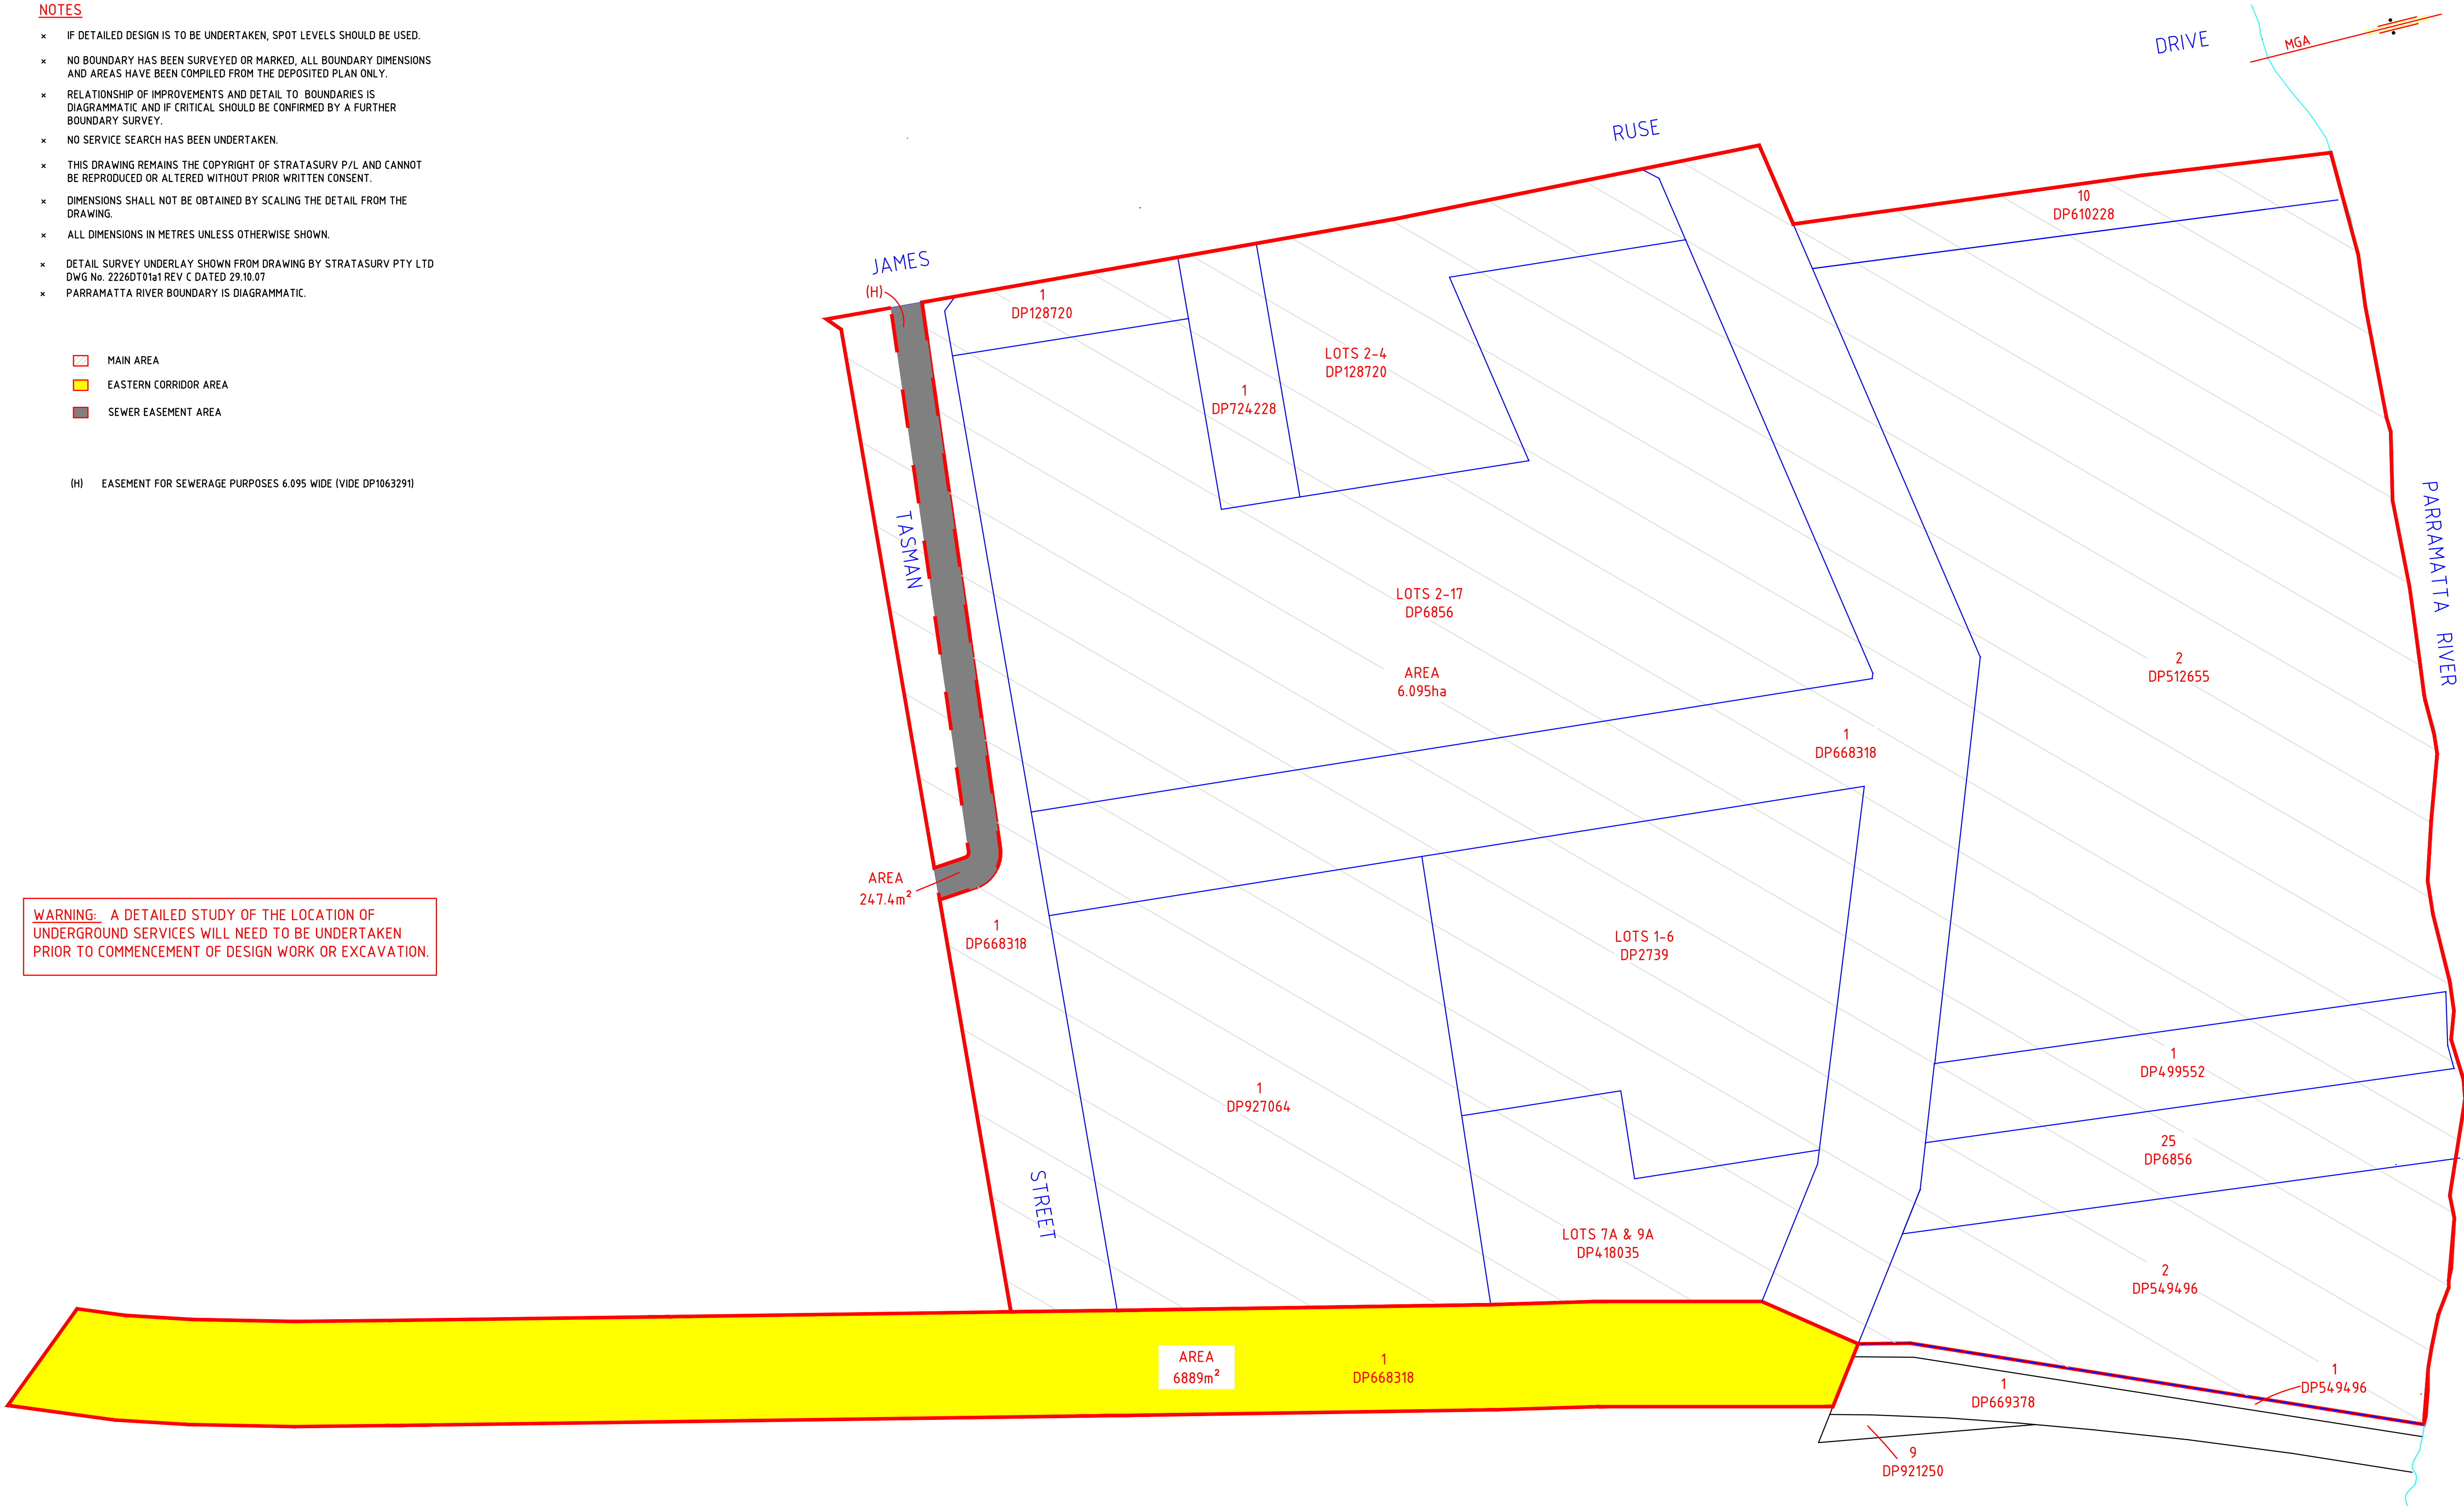 NOTES
× IF DETAILED DESIGN IS TO BE UNDERTAKEN, SPOT LEVELS SHOULD BE USED.
× NO BOUNDARY HAS BEEN SURVEYED OR MARKED, ALL BOUNDARY DIMENSIONS
AND AREAS HAVE BEEN COMPILED FROM THE DEPOSITED PLAN ONLY.
× RELATIONSHIP OF IMPROVEMENTS AND DETAIL TO BOUNDARIES IS
DIAGRAMMATIC AND IF CRITICAL SHOULD BE CONFIRMED BY A FURTHER
BOUNDARY SURVEY.
× NO SERVICE SEARCH HAS BEEN UNDERTAKEN.
× THIS DRAWING REMAINS THE COPYRIGHT OF STRATASURV P/L AND CANNOT
BE REPRODUCED OR ALTERED WITHOUT PRIOR WRITTEN CONSENT.
× DIMENSIONS SHALL NOT BE OBTAINED BY SCALING THE DETAIL FROM THE
DRAWING.
× ALL DIMENSIONS IN METRES UNLESS OTHERWISE SHOWN.
× DETAIL SURVEY UNDERLAY SHOWN FROM DRAWING BY STRATASURV PTY LTD
DWG No. 2226DT01a1 REV C DATED 29.10.07
× PARRAMATTA RIVER BOUNDARY IS DIAGRAMMATIC.
MAIN AREA
EASTERN CORRIDOR AREA
SEWER EASEMENT AREA
(H) EASEMENT FOR SEWERAGE PURPOSES 6.095 WIDE (VIDE DP1063291)
WARNING: A DETAILED STUDY OF THE LOCATION OF
UNDERGROUND SERVICES WILL NEED TO BE UNDERTAKEN
PRIOR TO COMMENCEMENT OF DESIGN WORK OR EXCAVATION.
JAMES
RUSE
DRIVE
MGA
(H)
1
DP128720
1
DP724228
LOTS 2-4
DP128720
10
DP610228
TASMAN
LOTS 2-17
DP6856
AREA
6.095ha
2
DP512655
PARRAMATTA RIVER
1
DP668318
AREA
247.4m²
1
DP668318
LOTS 1-6
DP2739
1
DP927064
1
DP499552
25
DP6856
STREET
LOTS 7A & 9A
DP418035
2
DP549496
AREA
6889m²
1
DP668318
1
DP549496
1
DP669378
9
DP921250